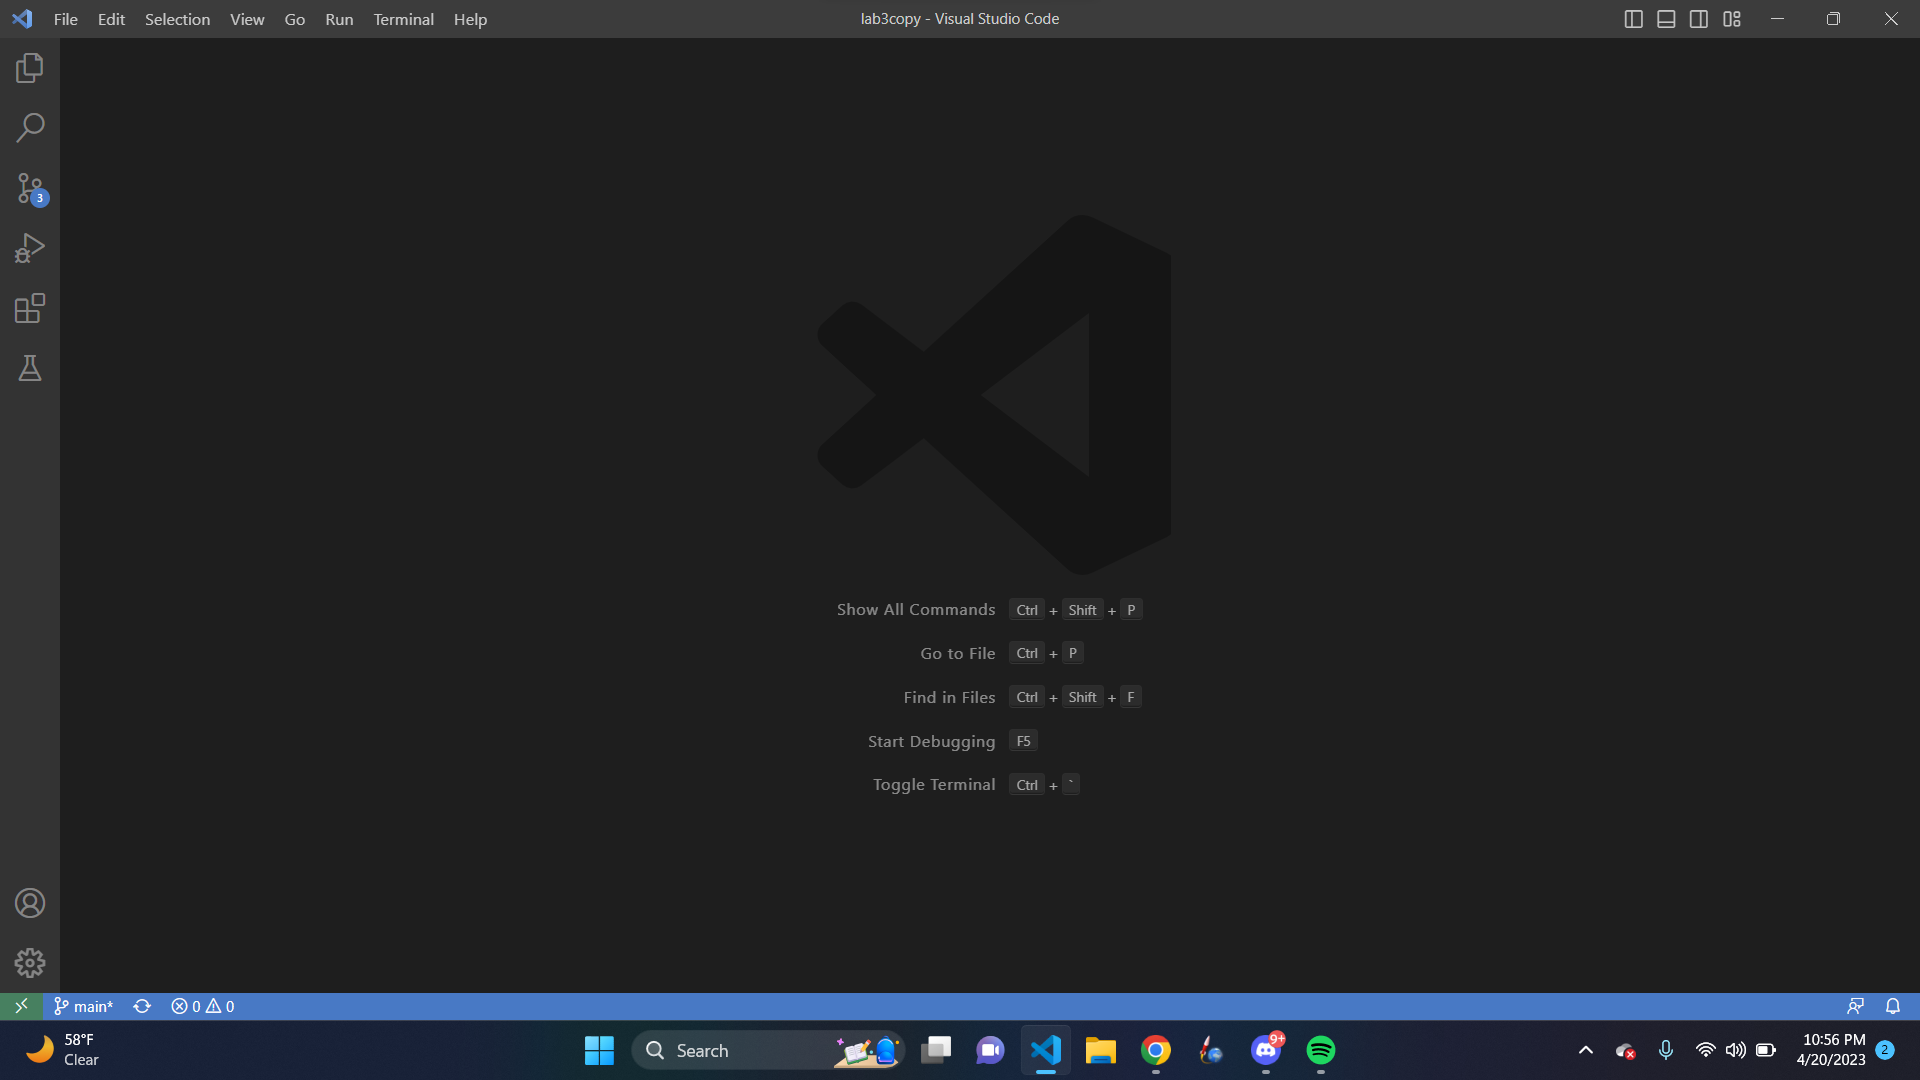 File Edit Selection View Go Run Terminal Help
lab3copy - Visual Studio Code
3
Show All Commands Ctrl + Shift + P
Go to File Ctrl + P
Find in Files Ctrl + Shift + F
Start Debugging F5
Toggle Terminal Ctrl + `
main* 0 0
58°F
Clear
Search
9+
10:56 PM
4/20/2023
2